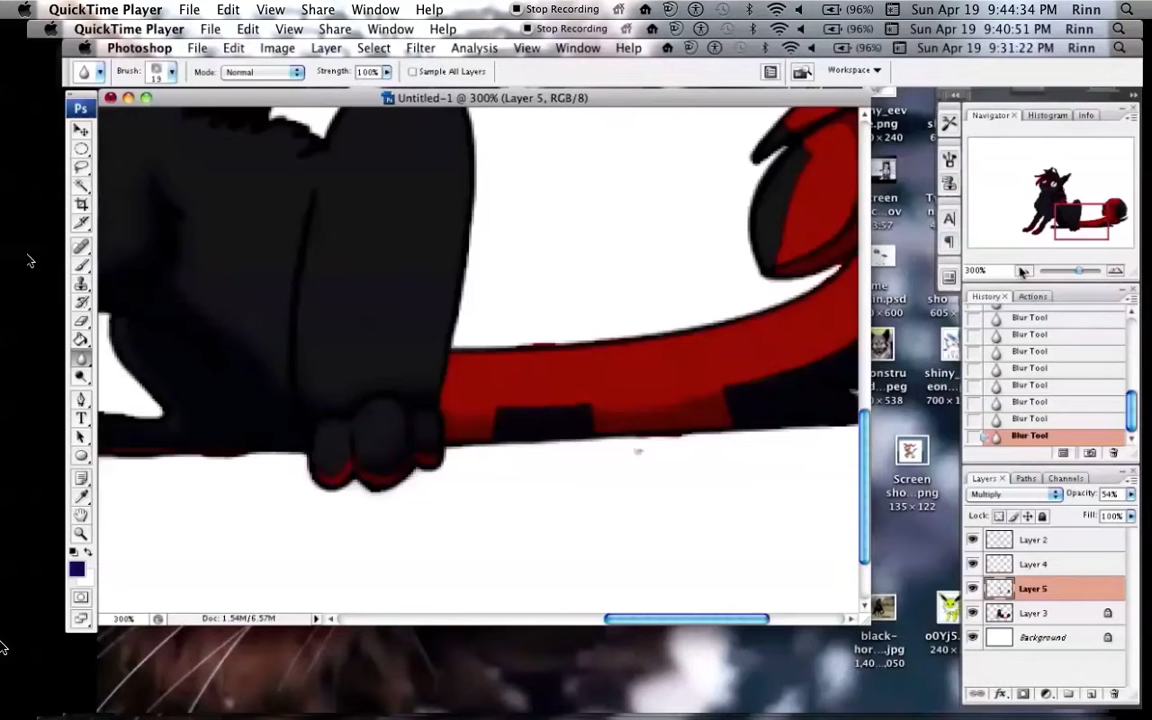 QuickTime Player File Edit View Share Window Help Stop Recording (96%) Sun Apr 19 9:44:34 PM Rinn
QuickTime Player File Edit View Share Window Help Stop Recording (96%) Sun Apr 19 9:40:51 PM Rinn
Photoshop File Edit Image Layer Select Filter Analysis View Window Help (96%) Sun Apr 19 9:31:22 PM Rinn
Brush: 19 Mode: Normal Strength: 100% Sample All Layers Workspace
Ps
Untitled-1 @ 300% (Layer 5, RGB/8)
Navigator Histogram Info
300%
History Actions
Blur Tool
Blur Tool
Blur Tool
Blur Tool
Blur Tool
Blur Tool
Blur Tool
Blur Tool
Layers Paths Channels
Multiply Opacity: 54%
Lock: Fill: 100%
Layer 2
Layer 4
Layer 5
Layer 3
Background
Screen
sho...png
135×122
black-
hor...jpg
1,40...,050
o0Yj5.
240 ×
300% Doc: 1.54M/6.57M